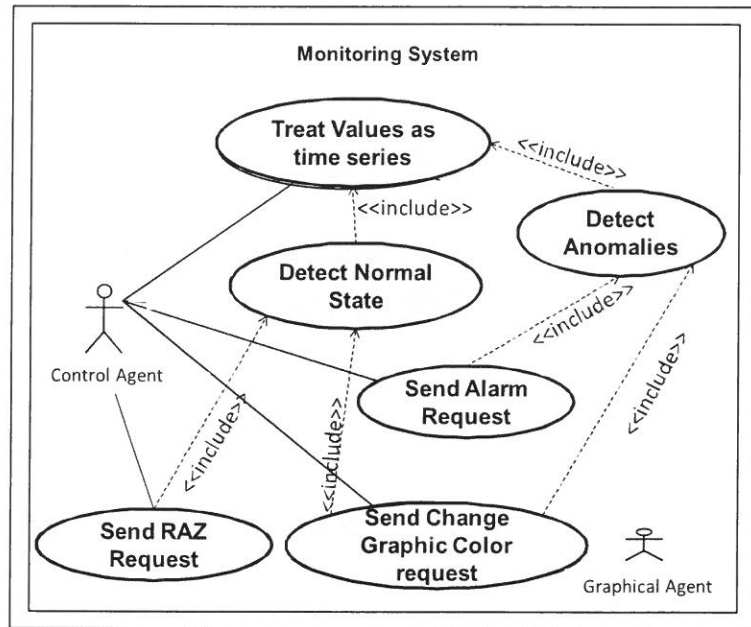 Monitoring System
Treat Values as
time series
<<include>>
<<include>>
Detect
Anomalies
Detect Normal
State
<<include>>
Control Agent
Send Alarm
Request
<<include>>
<<include>>
<<include>>
Send RAZ
Request
Send Change
Graphic Color
request
Graphical Agent